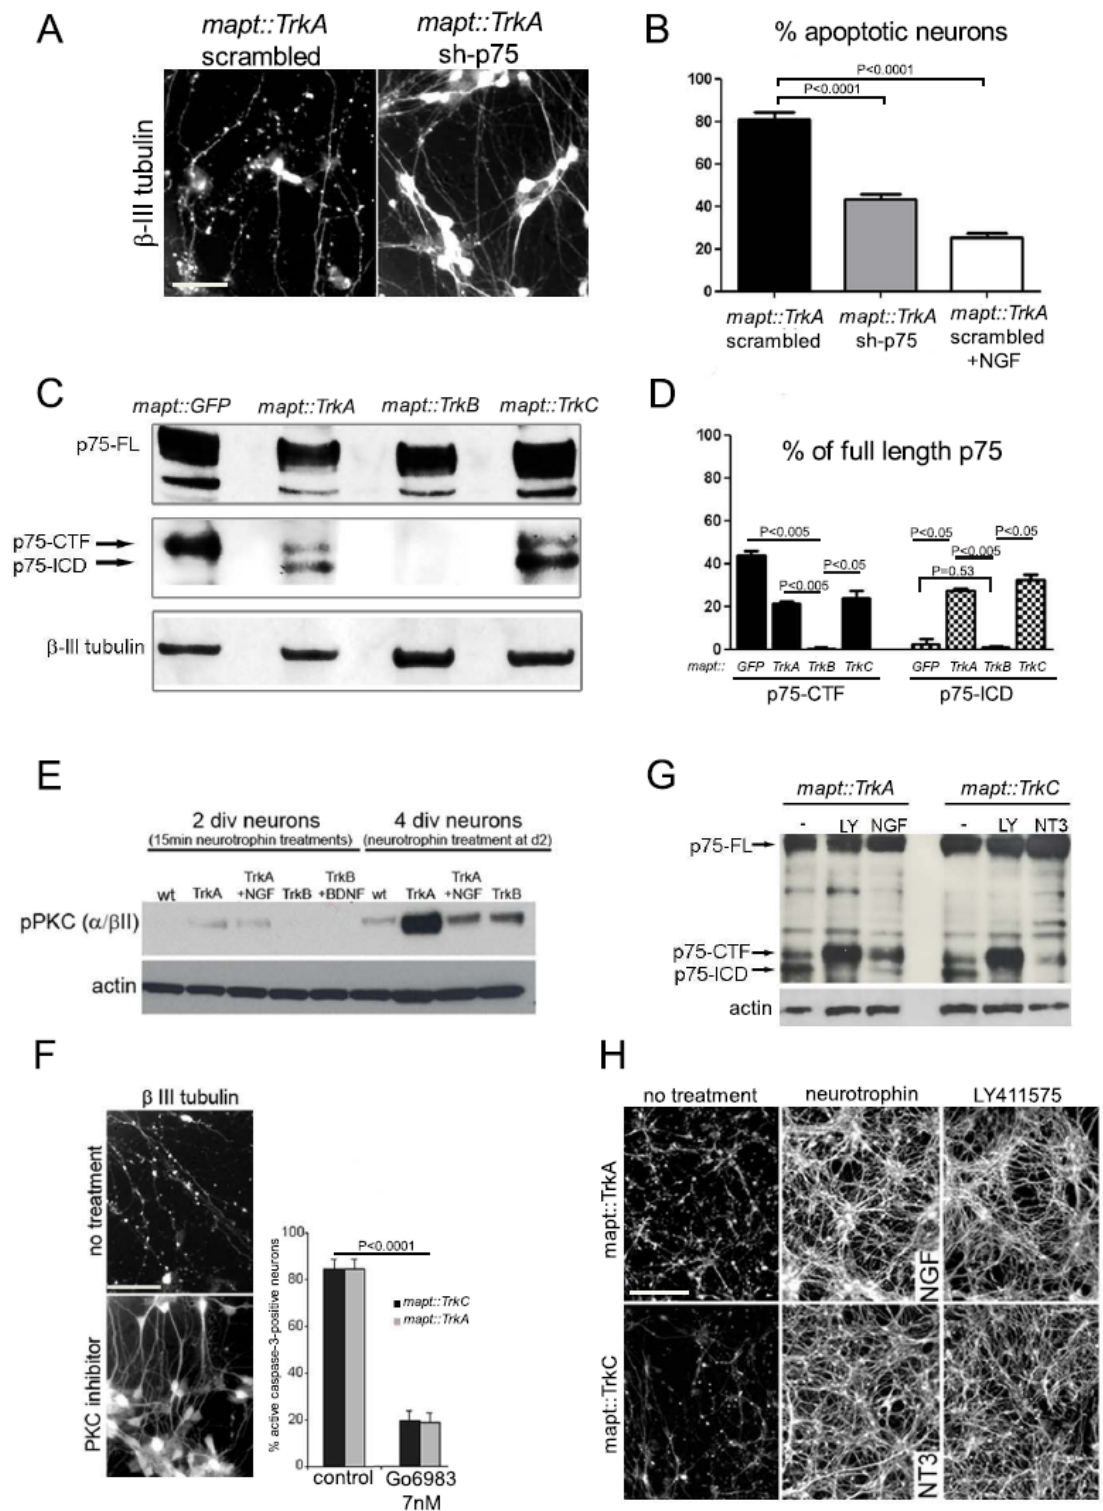 A
mapt::TrkA
scrambled
mapt::TrkA
sh-p75
β-III tubulin
B
% apoptotic neurons
P<0.0001
P<0.0001
100
80
60
40
20
0
mapt::TrkA
scrambled
mapt::TrkA
sh-p75
mapt::TrkA
scrambled
+NGF
C
mapt::GFP mapt::TrkA mapt::TrkB mapt::TrkC
p75-FL
p75-CTF
p75-ICD
β-III tubulin
D
% of full length p75
100
80
60
40
20
0
P<0.005
P<0.005
P<0.05
P<0.05
P<0.005
P<0.05
P=0.53
mapt:: GFP TrkA TrkB TrkC GFP TrkA TrkB TrkC
p75-CTF
p75-ICD
E
2 div neurons
(15min neurotrophin treatments)
4 div neurons
(neurotrophin treatment at d2)
wt
TrkA
TrkA
+NGF
TrkB
TrkB
+BDNF
wt
TrkA
TrkA
+NGF
TrkB
pPKC (α/βII)
actin
G
mapt::TrkA
mapt::TrkC
- LY NGF - LY NT3
p75-FL
p75-CTF
p75-ICD
actin
F
β III tubulin
no treatment
PKC inhibitor
% active caspase-3-positive neurons
100
80
60
40
20
0
P<0.0001
mapt::TrkC
mapt::TrkA
control
Go6983
7nM
H
no treatment
neurotrophin
LY411575
mapt::TrkA
NGF
mapt::TrkC
NT3